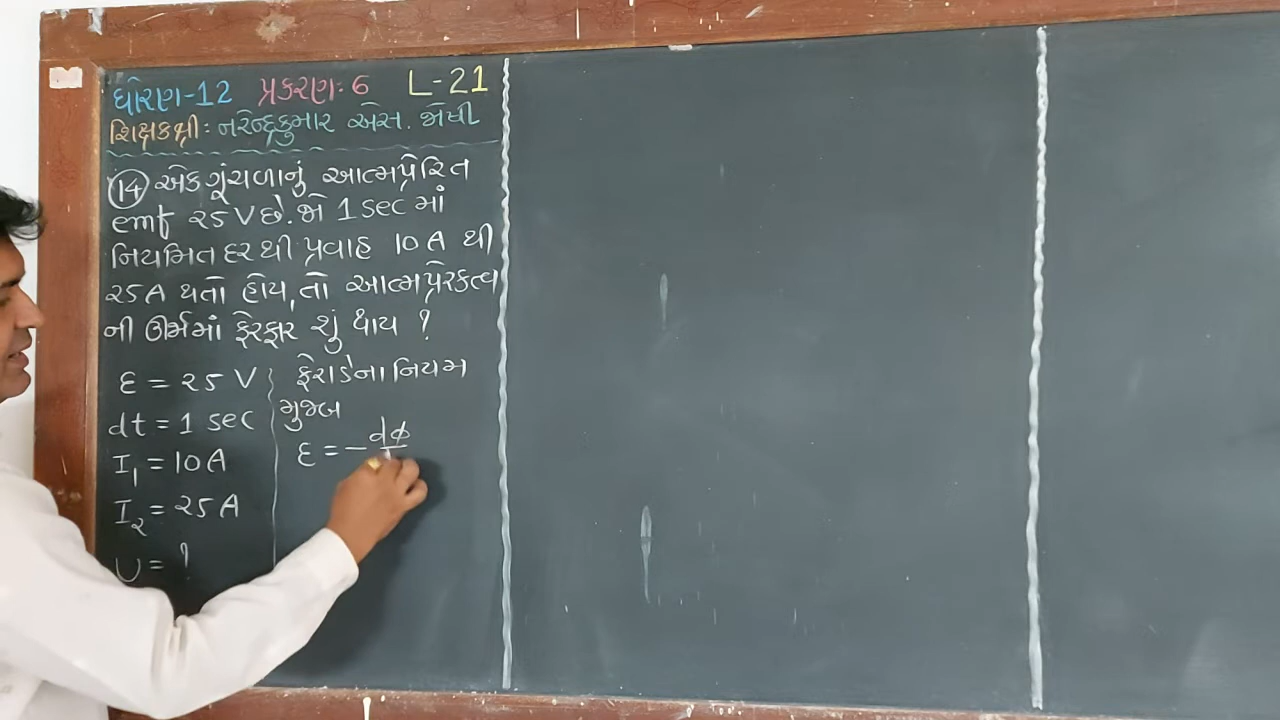 ધોરણ-12 પ્રકરણ: 6 L-21
શિક્ષકશ્રી: નરેન્દ્રકુમાર એસ. જોષી
(14) એક ગૂંચળાનું આત્મપ્રેરિત
emf ૨૫ V છે. જો 1 sec માં
નિયમિત દર થી પ્રવાહ 10 A થી
૨૫ A થતો હોય, તો આત્મપ્રેરકત્વ
ની ઊર્મમાં ફેરફાર શું થાય ?
ε = ૨૫ V
dt = 1 sec
I₁ = 10 A
I₂ = ૨૫ A
U = ?
ફેરાડેના નિયમ
મુજબ
ε = - dφ